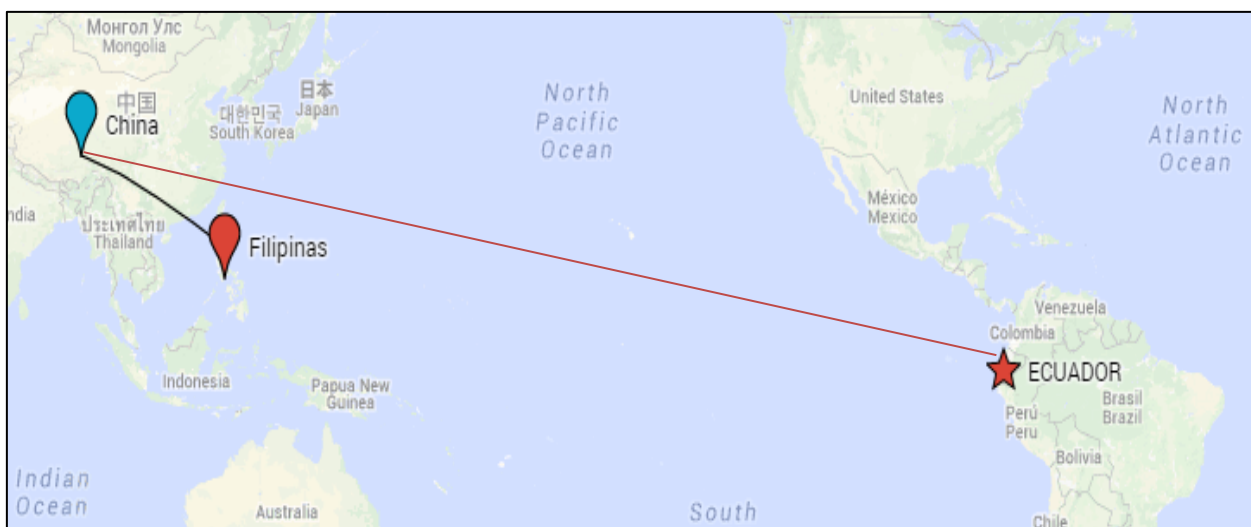 Монгол Улс
Mongolia
中国
China
日本
Japan
대한민국
South Korea
ndia
ประเทศไทย
Thailand
Filipinas
Indonesia
Papua New
Guinea
Indian
Ocean
Australia
North
Pacific
Ocean
South
United States
North
Atlantic
Ocean
México
Mexico
Venezuela
Colombia
ECUADOR
Perú
Peru
Brasil
Brazil
Bolivia
Chile